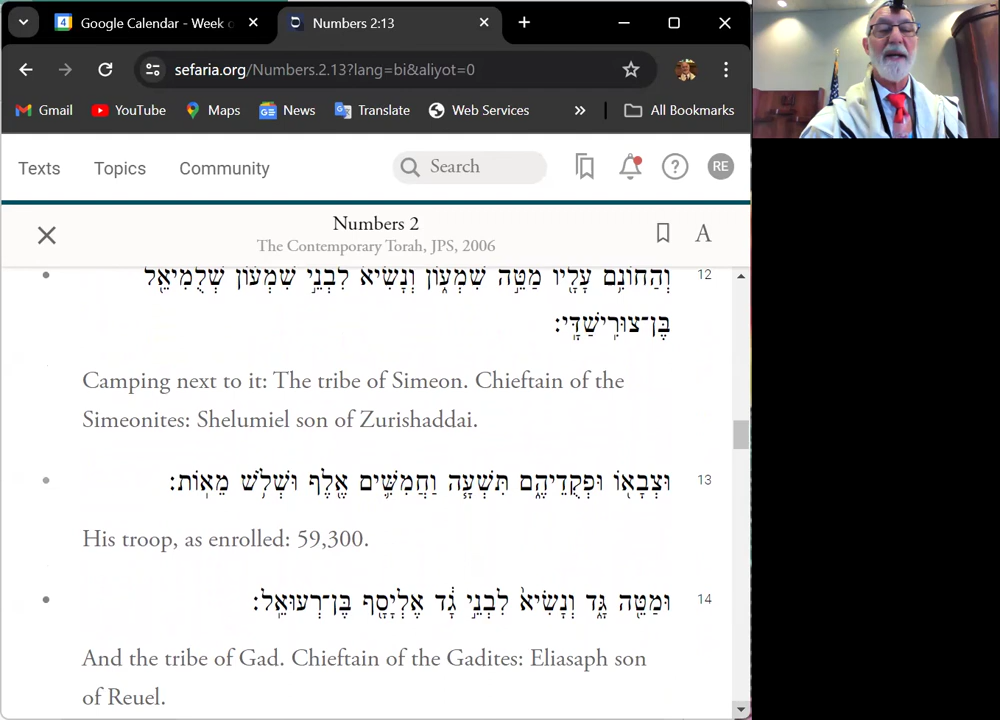 4 Google Calendar - Week o
Numbers 2:13
sefaria.org/Numbers.2.13?lang=bi&aliyot=0
Gmail YouTube Maps News Translate Web Services » All Bookmarks
Texts Topics Community Search ? RE
Numbers 2 A
The Contemporary Torah, JPS, 2006
12 וְהַחוֹנִ֥ם עָלָ֖יו מַטֵּ֣ה שִׁמְע֑וֹן וְנָשִׂיא֙ לִבְנֵ֣י שִׁמְע֔וֹן שְׁלֻמִיאֵ֖ל
בֶּן־צוּרִֽישַׁדָּֽי׃
Camping next to it: The tribe of Simeon. Chieftain of the
Simeonites: Shelumiel son of Zurishaddai.
13 וּצְבָא֖וֹ וּפְקֻדֵיהֶ֑ם תִּשְׁעָ֧ה וַחֲמִשִּׁ֛ים אֶ֖לֶף וּשְׁלֹ֥שׁ מֵאֽוֹת׃
His troop, as enrolled: 59,300.
14 וּמַטֵּ֖ה גָּ֑ד וְנָשִׂיא֙ לִבְנֵ֣י גָ֔ד אֶלְיָסָ֖ף בֶּן־רְעוּאֵֽל׃
And the tribe of Gad. Chieftain of the Gadites: Eliasaph son
of Reuel.